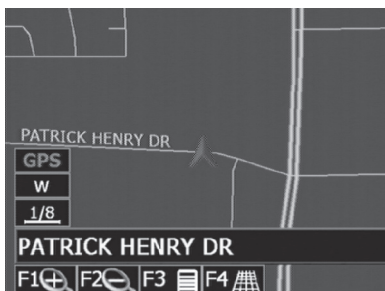 PATRICK HENRY DR
GPS
W
1/8
PATRICK HENRY DR
F1 F2 F3 F4